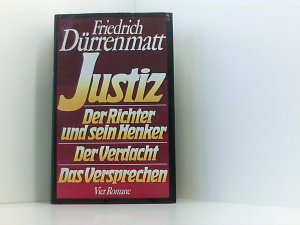 Friedrich
Dürrenmatt
Justiz
Der Richter
und sein Henker
Der Verdacht
Das Versprechen
Vier Romane